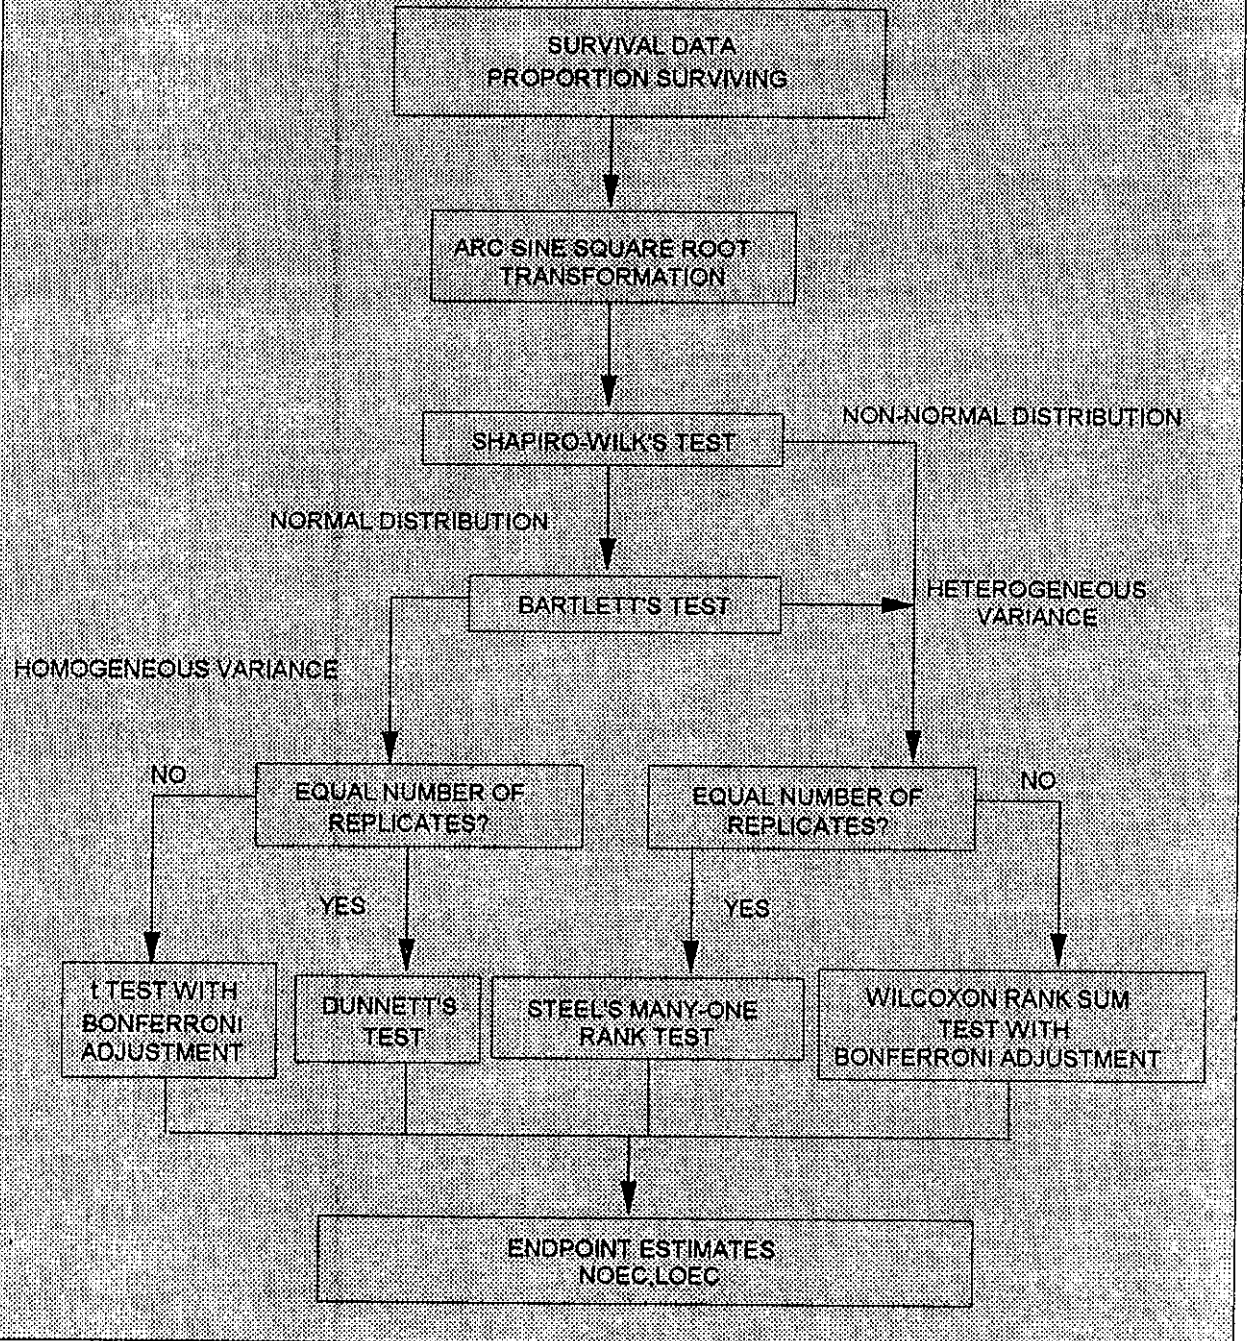 SURVIVAL DATA
PROPORTION SURVIVING
ARC SINE SQUARE ROOT
TRANSFORMATION
SHAPIRO-WILK'S TEST
NON-NORMAL DISTRIBUTION
NORMAL DISTRIBUTION
BARTLETT'S TEST
HETEROGENEOUS
VARIANCE
HOMOGENEOUS VARIANCE
NO
EQUAL NUMBER OF
REPLICATES?
EQUAL NUMBER OF
REPLICATES?
NO
YES
YES
t TEST WITH
BONFERRONI
ADJUSTMENT
DUNNETT'S
TEST
STEEL'S MANY-ONE
RANK TEST
WILCOXON RANK SUM
TEST WITH
BONFERRONI ADJUSTMENT
ENDPOINT ESTIMATES
NOEC,LOEC